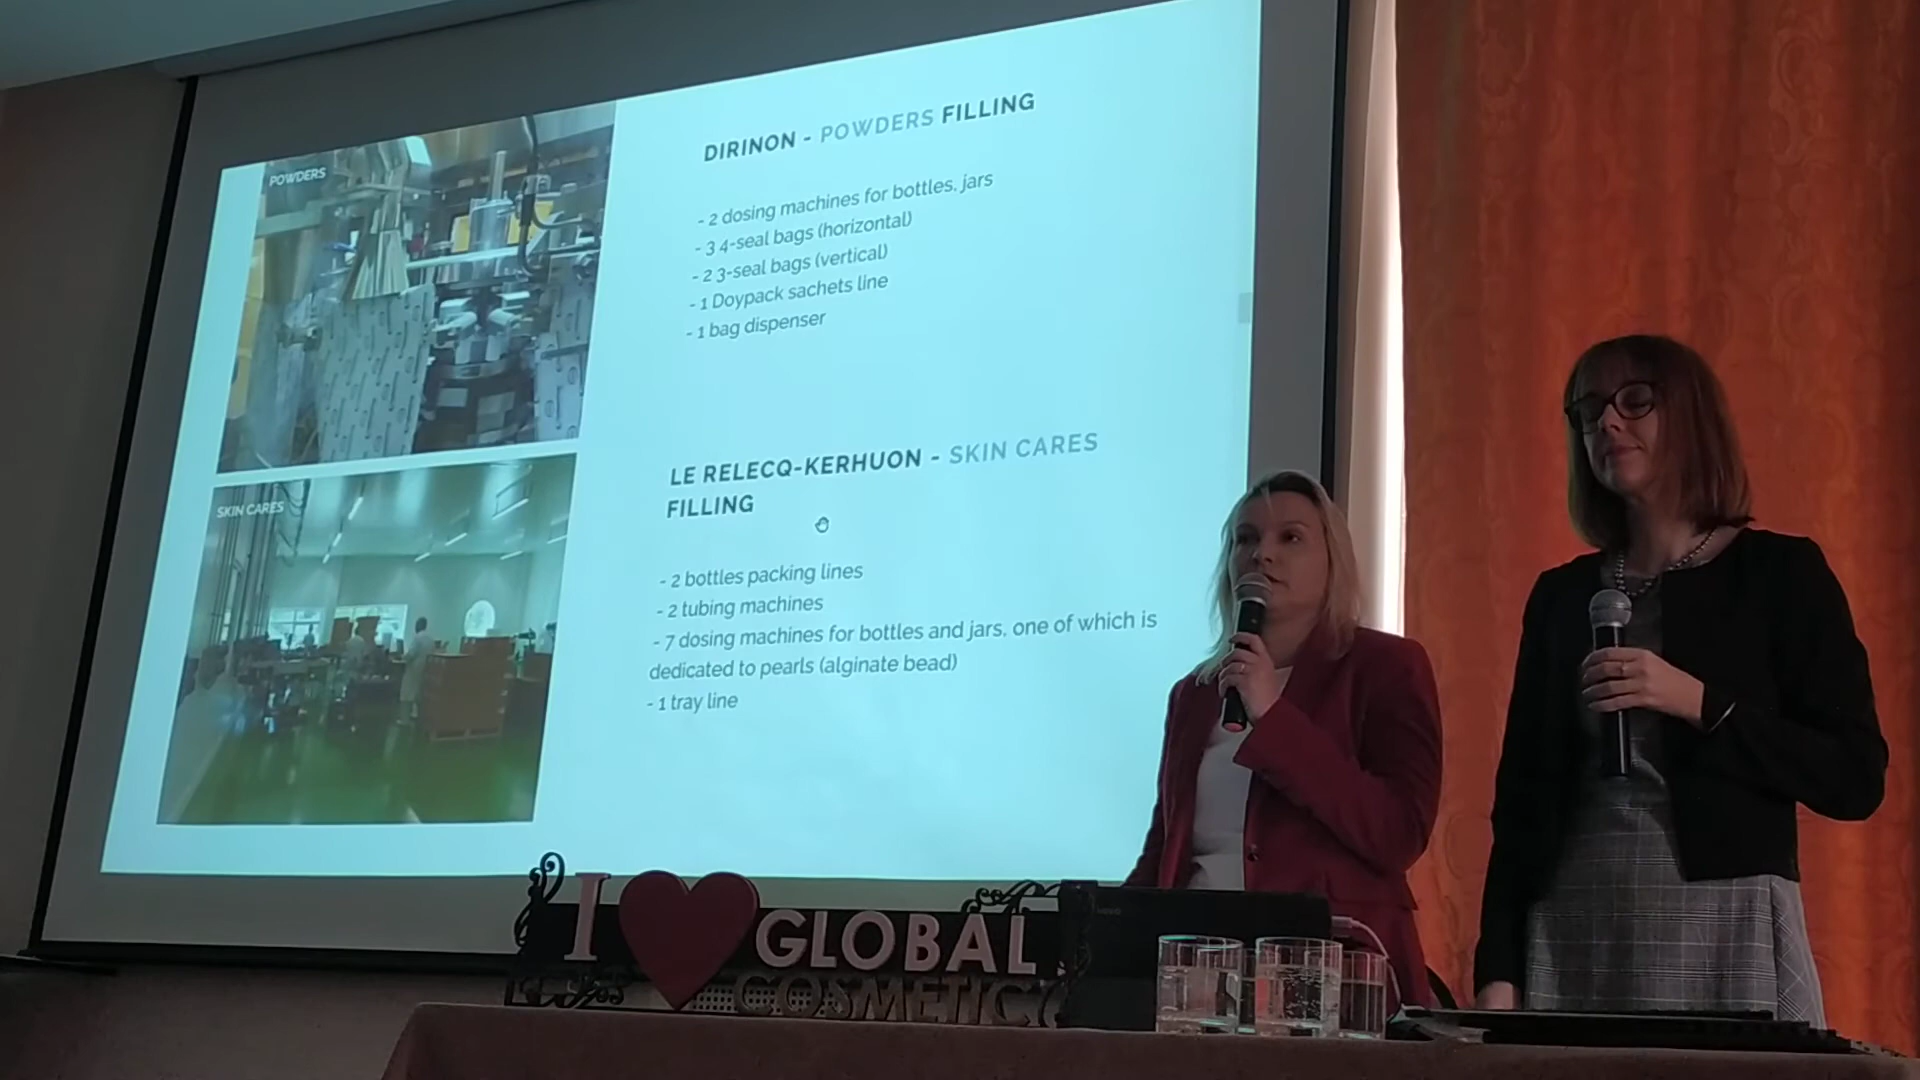 POWDERS
DIRINON - POWDERS FILLING
- 2 dosing machines for bottles, jars
- 3 4-seal bags (horizontal)
- 2 3-seal bags (vertical)
- 1 Doypack sachets line
- 1 bag dispenser
SKIN CARES
LE RELECQ-KERHUON - SKIN CARES
FILLING
- 2 bottles packing lines
- 2 tubing machines
- 7 dosing machines for bottles and jars, one of which is
dedicated to pearls (alginate bead)
- 1 tray line
I GLOBAL
COSMETIC